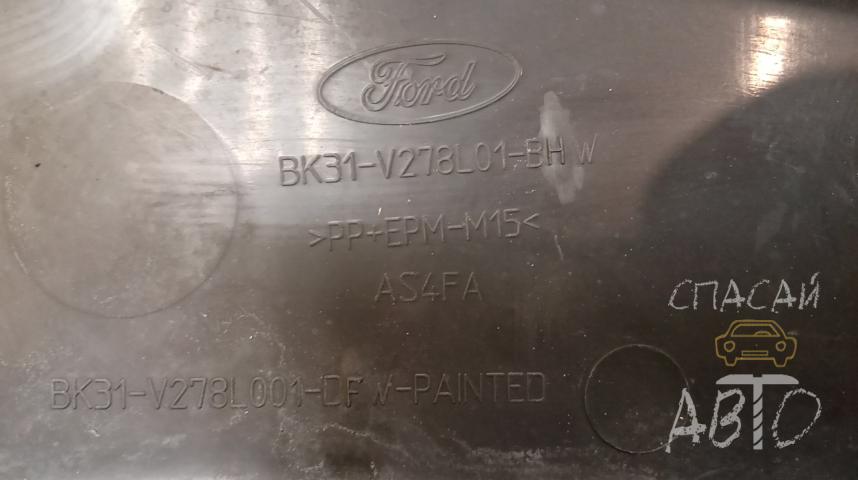 Ford
BK31-V278L01-BH W
>PP+EPM-M15<
AS4FA
BK31-V278L001-DF W-PAINTED
СПАСАЙ
АВТО